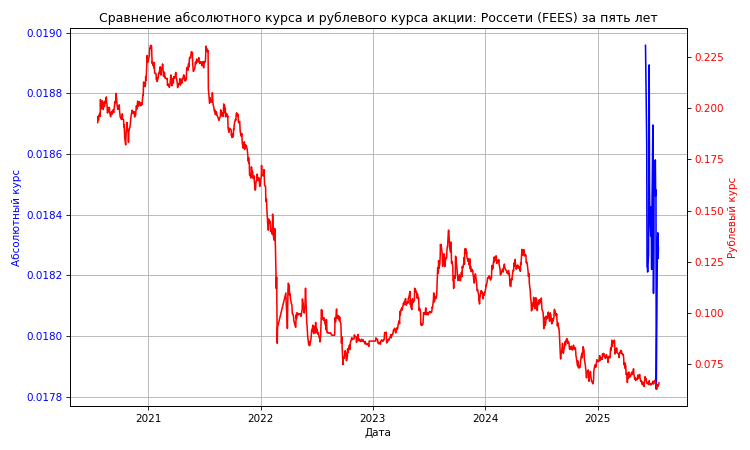 Сравнение абсолютного курса и рублевого курса акции: Россети (FEES) за пять лет
0.0190
0.0188
0.0186
0.0184
0.0182
0.0180
0.0178
Абсолютный курс
0.225
0.200
0.175
0.150
0.125
0.100
0.075
Рублевый курс
2021 2022 2023 2024 2025
Дата